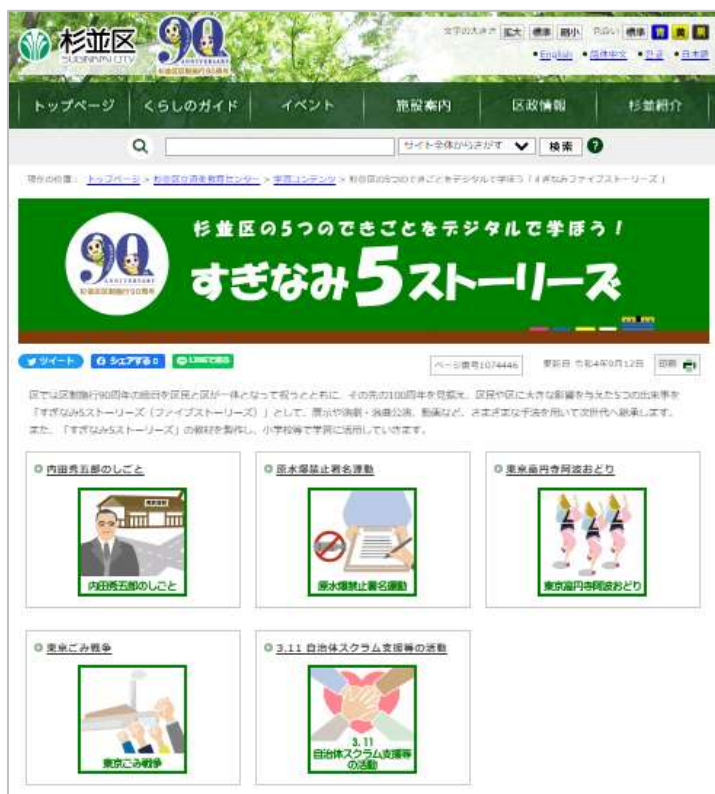 杉並区
SUGINAMI CITY
90
ANNIVERSARY
杉並区区制施行90周年
文字の大きさ 拡大 標準 縮小 色合い 標準 青 黄 黒
English 简体中文 한글 日本語
トップページ くらしのガイド イベント 施設案内 区政情報 杉並紹介
サイト全体からさがす 検索 ?
現在の位置： トップページ > 杉並区立済美教育センター > 学習コンテンツ > 杉並区の5つのできごとをデジタルで学ぼう「すぎなみファイブストーリーズ」
杉並区の5つのできごとをデジタルで学ぼう！
90
ANNIVERSARY
杉並区区制施行90周年
すぎなみ5ストーリーズ
ツイート シェアする 0 LINEで送る
ページ番号1074446 更新日 令和4年9月12日 印刷
区では区制施行90周年の節目を区民と区が一体となって祝うとともに、その先の100周年を見据え、区民や区に大きな影響を与えた5つの出来事を
「すぎなみ5ストーリーズ（ファイブストーリーズ）」として、展示や演劇・浪曲公演、動画など、さまざまな手法を用いて次世代へ継承します。
また、「すぎなみ5ストーリーズ」の教材を製作し、小学校等で学習に活用していきます。
内田秀五郎のしごと
内田秀五郎のしごと
原水爆禁止署名運動
原水爆禁止署名運動
東京高円寺阿波おどり
東京高円寺阿波おどり
東京ごみ戦争
東京ごみ戦争
3.11 自治体スクラム支援等の活動
3.11
自治体スクラム支援等
の活動